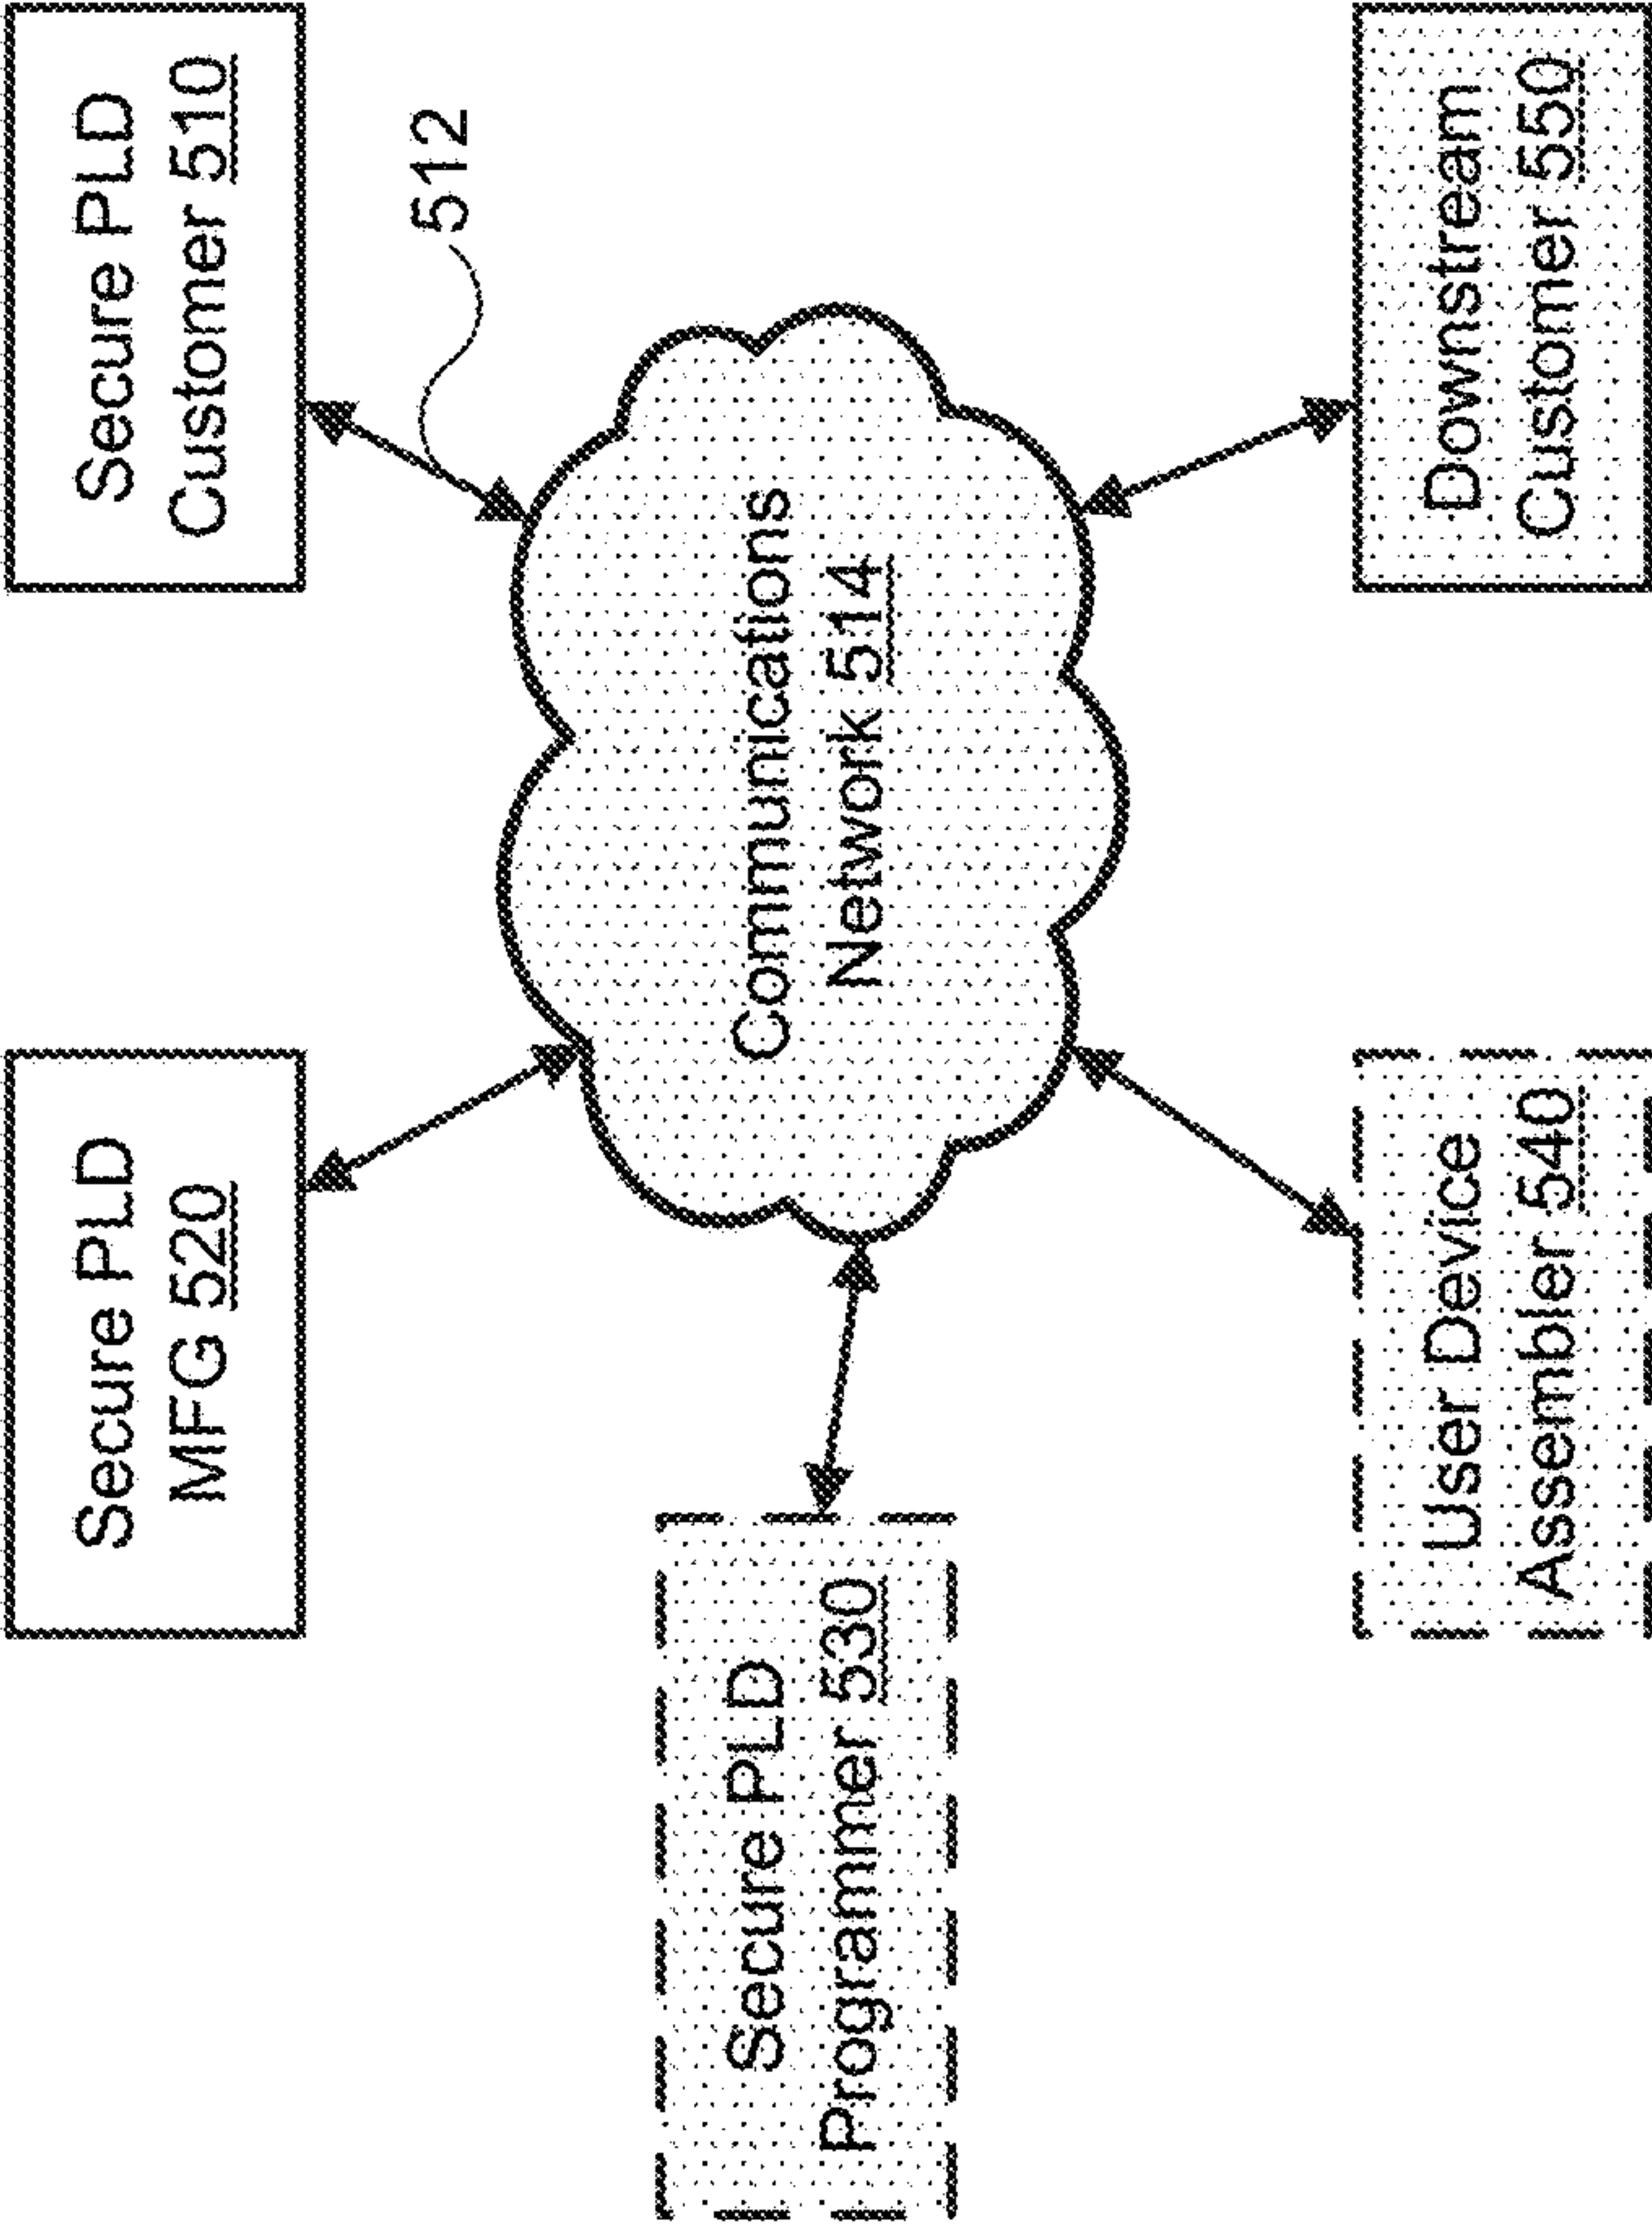 Secure PLD
MFG 520
Secure PLD
Customer 510
512
Secure PLD
Programmer 530
Communications
Network 514
User Device
Assembler 540
Downstream
Customer 550